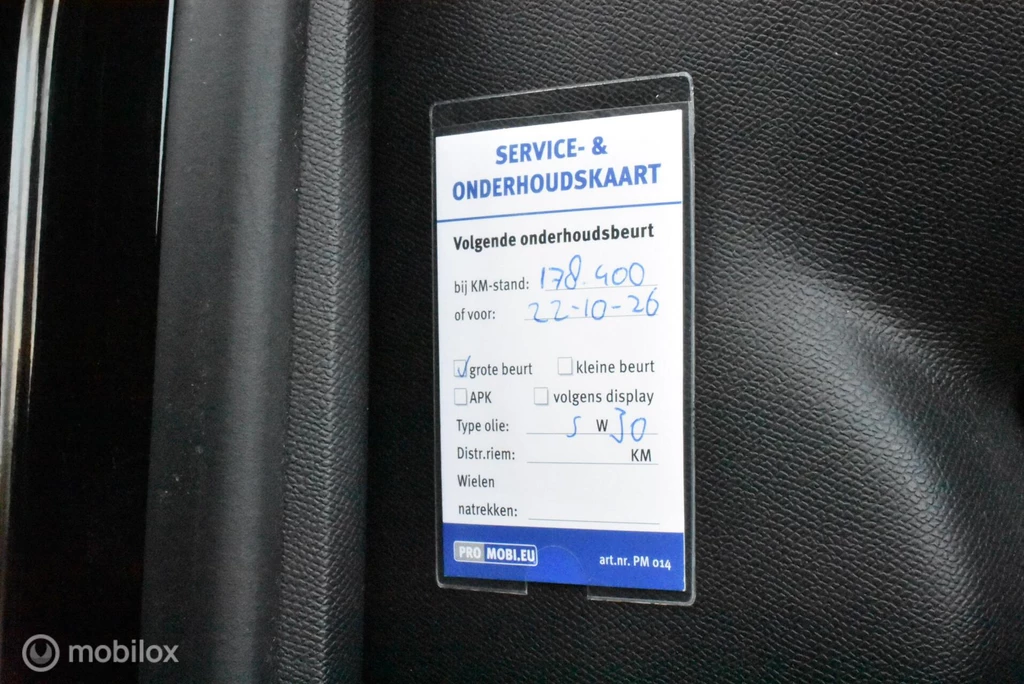 SERVICE- &
ONDERHOUDSKAART
Volgende onderhoudsbeurt
bij KM-stand: 178.400
of voor: 22-10-26
grote beurt kleine beurt
APK volgens display
Type olie: 5 W 30
Distr.riem: KM
Wielen
natrekken:
PRO MOBI.EU art.nr. PM 014
mobilox